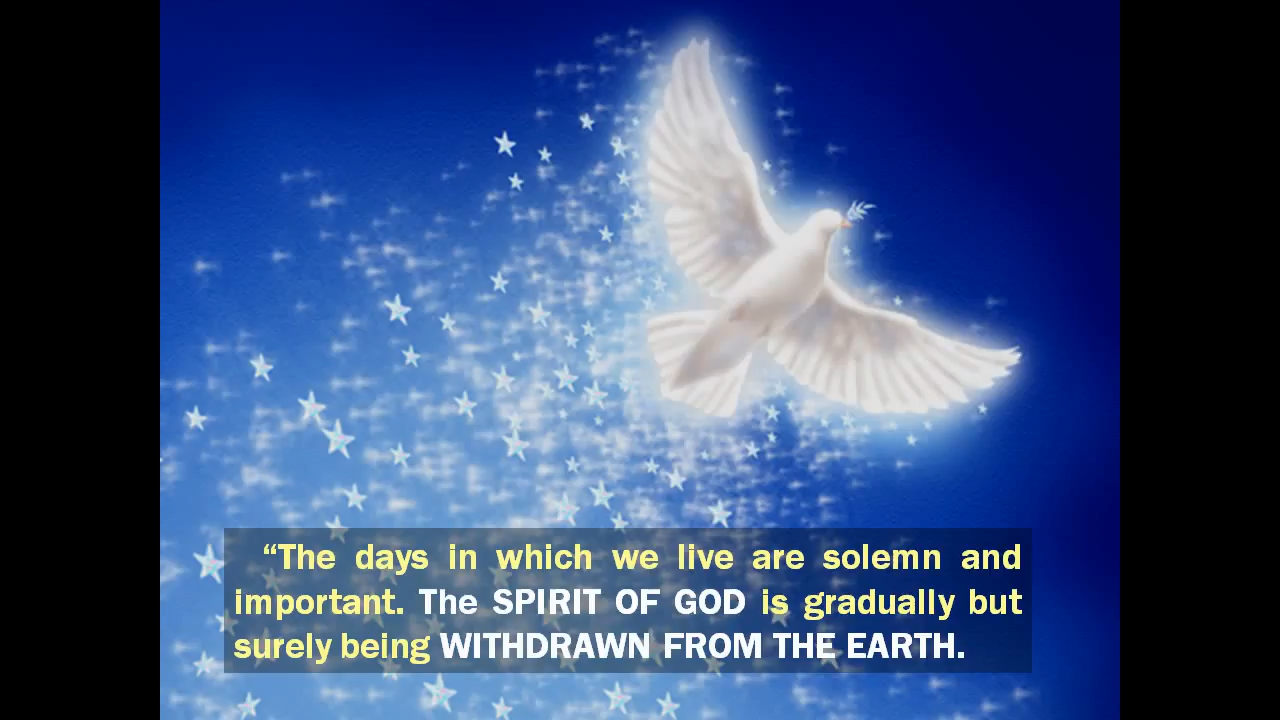 “The days in which we live are solemn and
important. The SPIRIT OF GOD is gradually but
surely being WITHDRAWN FROM THE EARTH.